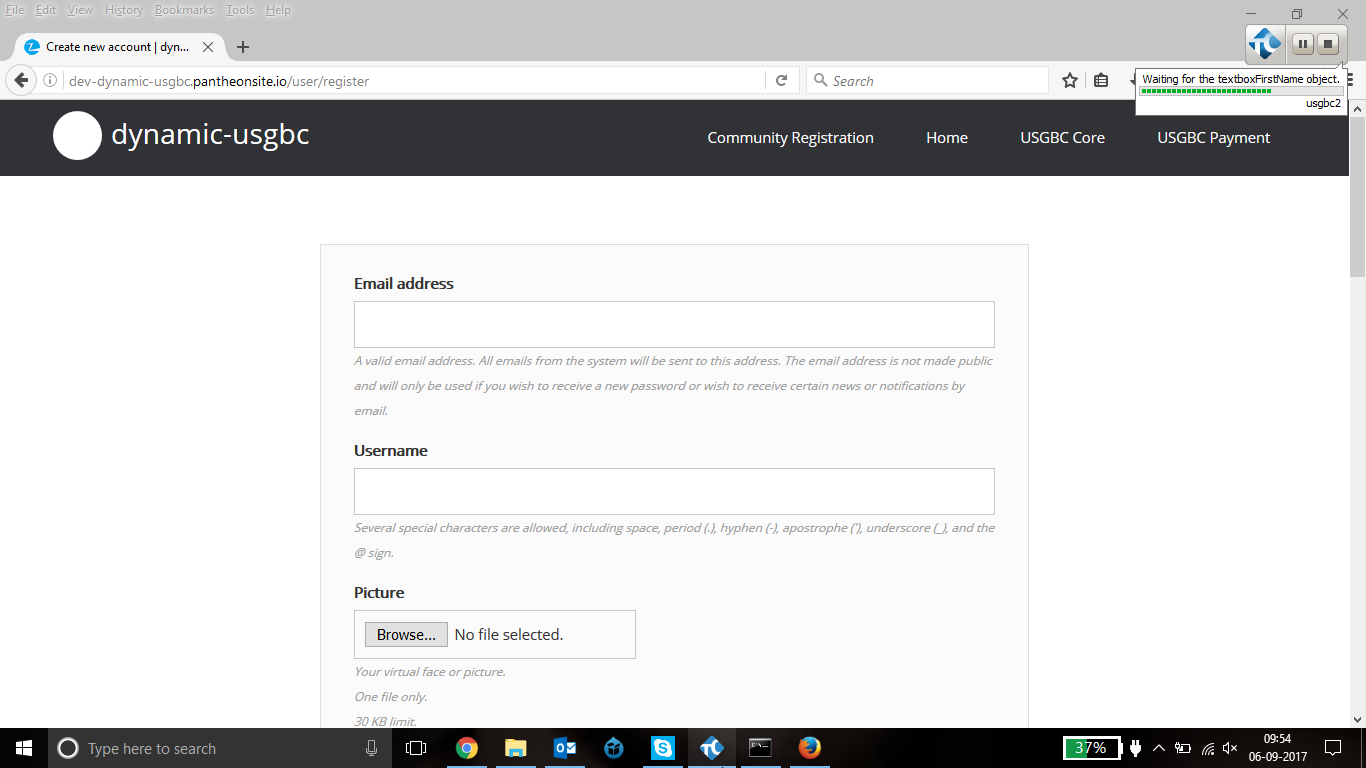 File Edit View History Bookmarks Tools Help
Create new account | dyn...
dev-dynamic-usgbc.pantheonsite.io/user/register
Search
Waiting for the textboxFirstName object.
usgbc2
dynamic-usgbc
Community Registration
Home
USGBC Core
USGBC Payment
Email address
A valid email address. All emails from the system will be sent to this address. The email address is not made public
and will only be used if you wish to receive a new password or wish to receive certain news or notifications by
email.
Username
Several special characters are allowed, including space, period (.), hyphen (-), apostrophe ('), underscore (_), and the
@ sign.
Picture
Browse... No file selected.
Your virtual face or picture.
One file only.
30 KB limit.
Type here to search
37%
09:54
06-09-2017